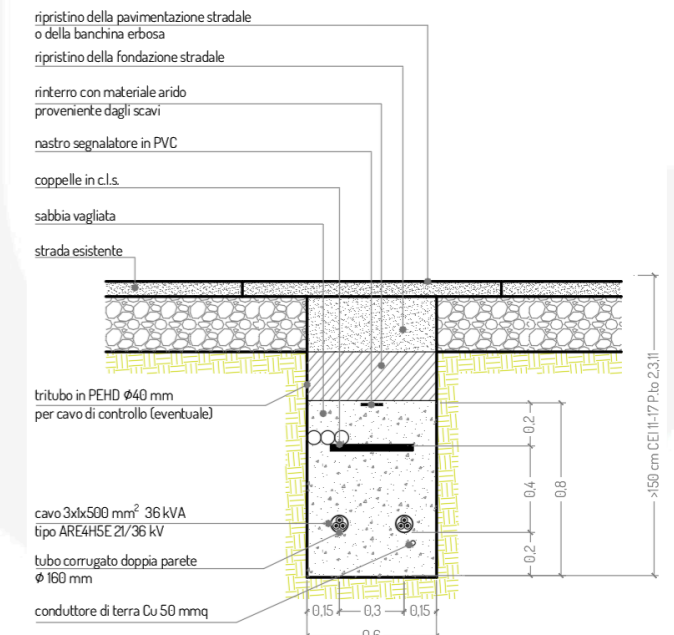 ripristino della pavimentazione stradale
o della banchina erbosa
ripristino della fondazione stradale
rinterro con materiale arido
proveniente dagli scavi
nastro segnalatore in PVC
coppelle in c.l.s.
sabbia vagliata
strada esistente
tritubo in PEHD Ø40 mm
per cavo di controllo (eventuale)
cavo 3x1x500 mm² 36 kVA
tipo ARE4H5E 21/36 kV
tubo corrugato doppia parete
Ø 160 mm
conduttore di terra Cu 50 mmq
0,15
0,3
0,15
0,6
0,2
0,4
0,2
0,8
>150 cm CEI 11-17 P.to 2,3,11